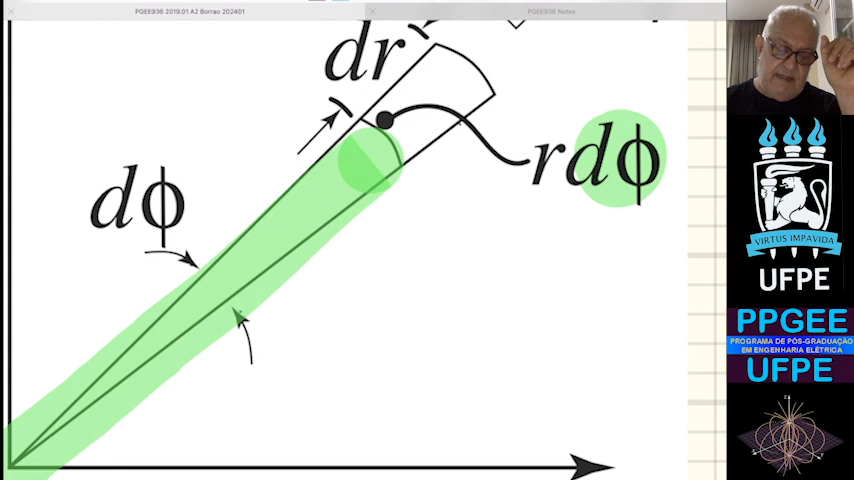 PGEE936 2019.01 A2 Borrao 202401
PGEE936 Notes
dr
rdϕ
dϕ
VIRTUS IMPAVIDA
UFPE
PPGEE
PROGRAMA DE PÓS-GRADUAÇÃO
EM ENGENHARIA ELÉTRICA
UFPE